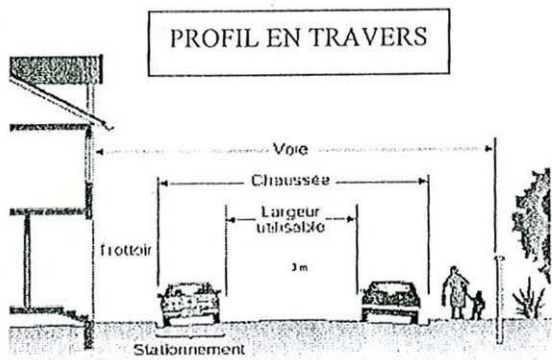 PROFIL EN TRAVERS
Voie
Chaussée
Largeur
utilisable
Trottoir
3 m
Stationnement